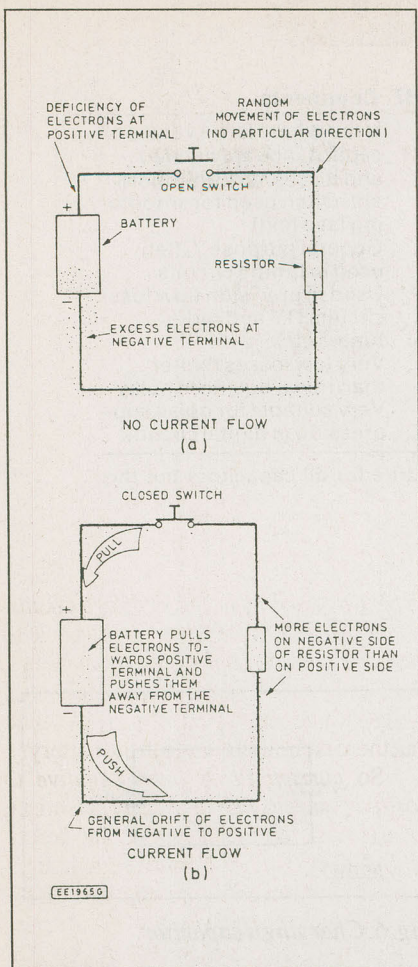 DEFICIENCY OF
ELECTRONS AT
POSITIVE TERMINAL
RANDOM
MOVEMENT OF ELECTRONS
(NO PARTICULAR DIRECTION)
OPEN SWITCH
+
BATTERY
RESISTOR
−
EXCESS ELECTRONS AT
NEGATIVE TERMINAL
NO CURRENT FLOW
(a)
CLOSED SWITCH
PULL
+
BATTERY PULLS
ELECTRONS TO-
WARDS POSITIVE
TERMINAL AND
PUSHES THEM
AWAY FROM THE
NEGATIVE TERMINAL
MORE ELECTRONS
ON NEGATIVE SIDE
OF RESISTOR THAN
ON POSITIVE SIDE
−
PUSH
GENERAL DRIFT OF ELECTRONS
FROM NEGATIVE TO POSITIVE
CURRENT FLOW
(b)
EE1965G